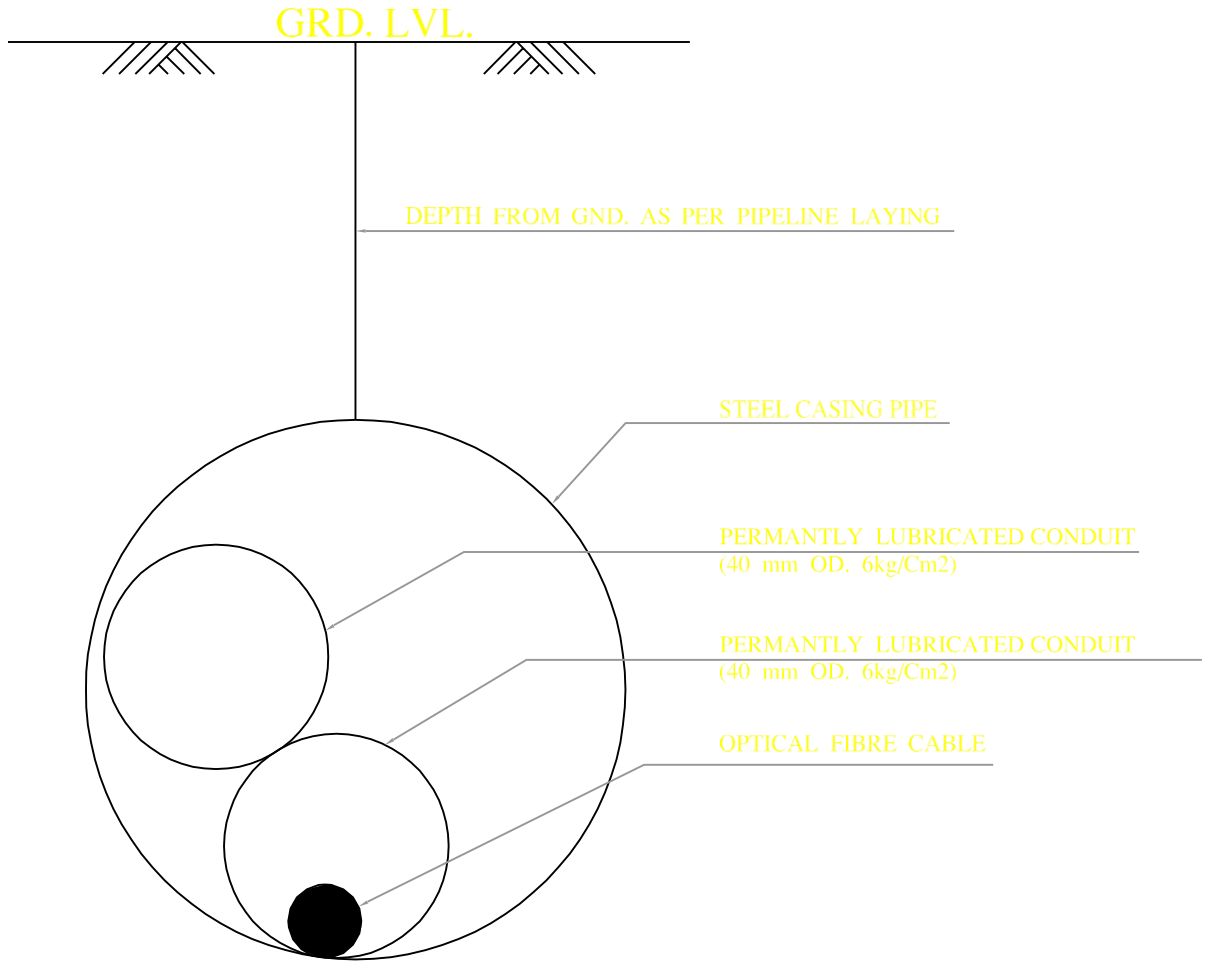 GRD. LVL.
DEPTH FROM GND. AS PER PIPELINE LAYING
STEEL CASING PIPE
PERMANTLY LUBRICATED CONDUIT
(40 mm OD. 6kg/Cm2)
PERMANTLY LUBRICATED CONDUIT
(40 mm OD. 6kg/Cm2)
OPTICAL FIBRE CABLE